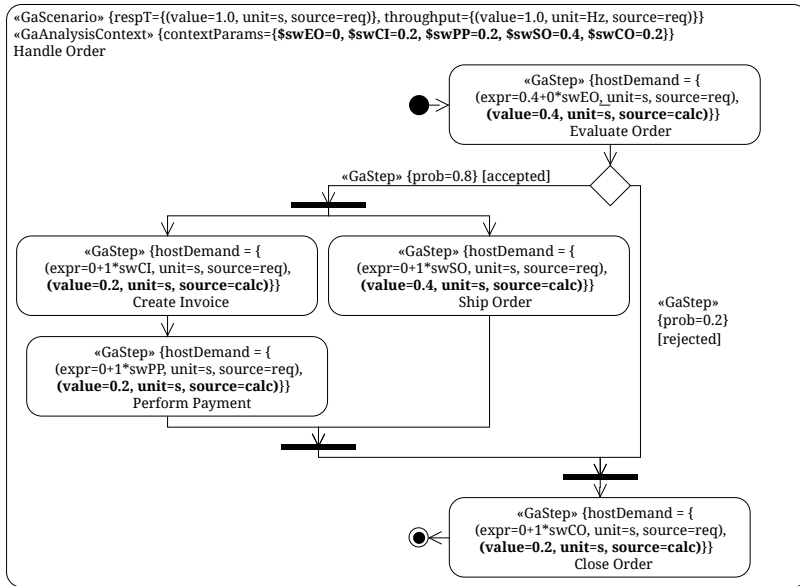 «GaScenario» {respT={(value=1.0, unit=s, source=req)}, throughput={(value=1.0, unit=Hz, source=req)}}
«GaAnalysisContext» {contextParams={$swEO=0, $swCI=0.2, $swPP=0.2, $swSO=0.4, $swCO=0.2}}
Handle Order
«GaStep» {hostDemand = {
(expr=0.4+0*swEO, unit=s, source=req),
(value=0.4, unit=s, source=calc)}}
Evaluate Order
«GaStep» {prob=0.8} [accepted]
«GaStep» {hostDemand = {
(expr=0+1*swCI, unit=s, source=req),
(value=0.2, unit=s, source=calc)}}
Create Invoice
«GaStep» {hostDemand = {
(expr=0+1*swSO, unit=s, source=req),
(value=0.4, unit=s, source=calc)}}
Ship Order
«GaStep»
{prob=0.2}
[rejected]
«GaStep» {hostDemand = {
(expr=0+1*swPP, unit=s, source=req),
(value=0.2, unit=s, source=calc)}}
Perform Payment
«GaStep» {hostDemand = {
(expr=0+1*swCO, unit=s, source=req),
(value=0.2, unit=s, source=calc)}}
Close Order